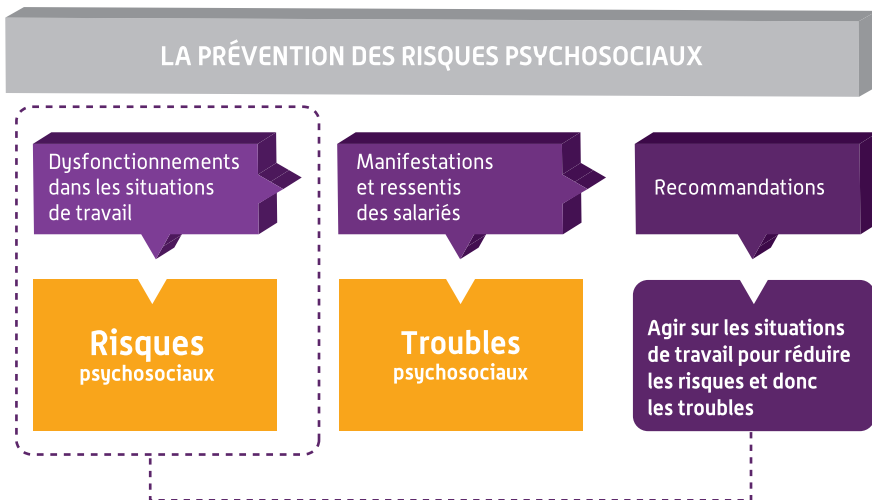 LA PRÉVENTION DES RISQUES PSYCHOSOCIAUX
Dysfonctionnements
dans les situations
de travail
Manifestations
et ressentis
des salariés
Recommandations
Risques
psychosociaux
Troubles
psychosociaux
Agir sur les situations
de travail pour réduire
les risques et donc
les troubles